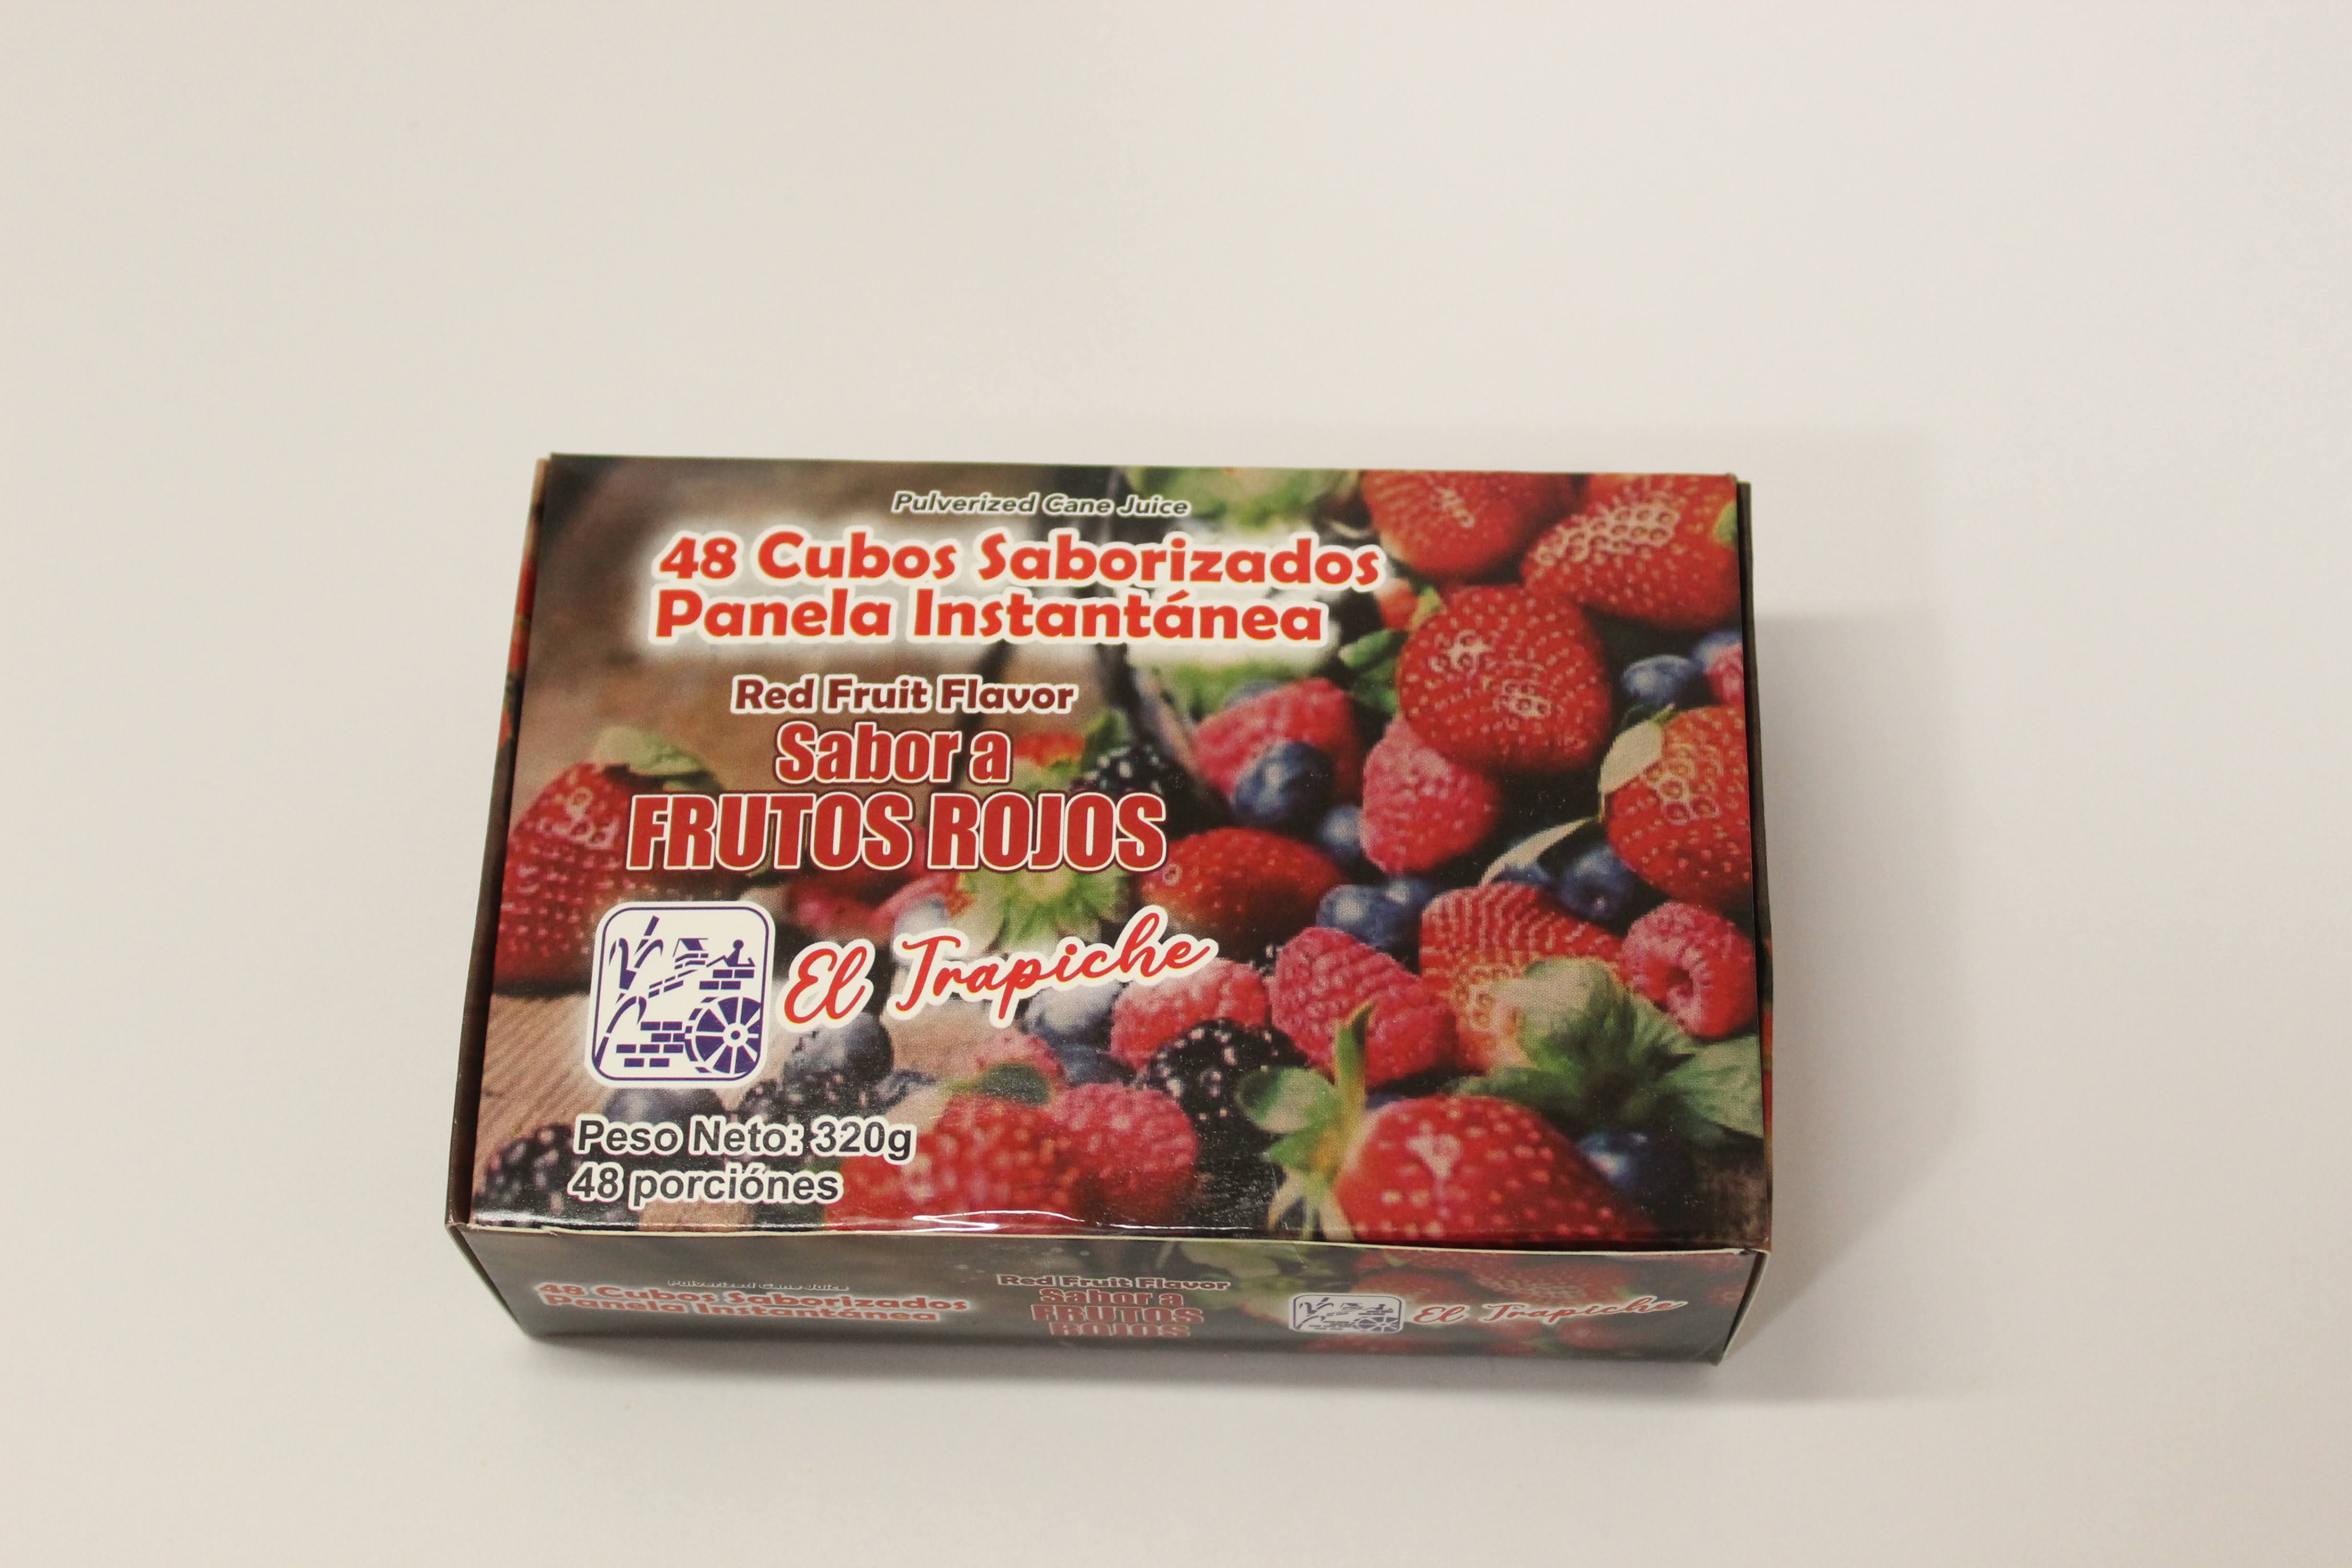 Pulverized Cane Juice
48 Cubos Saborizados
Panela Instantánea
Red Fruit Flavor
Sabor a
FRUTOS ROJOS
El Trapiche
Peso Neto: 320g
48 porciónes
Pulverized Cane Juice
48 Cubos Saborizados
Panela Instantánea
Red Fruit Flavor
Sabor a
FRUTOS
ROJOS
El Trapiche